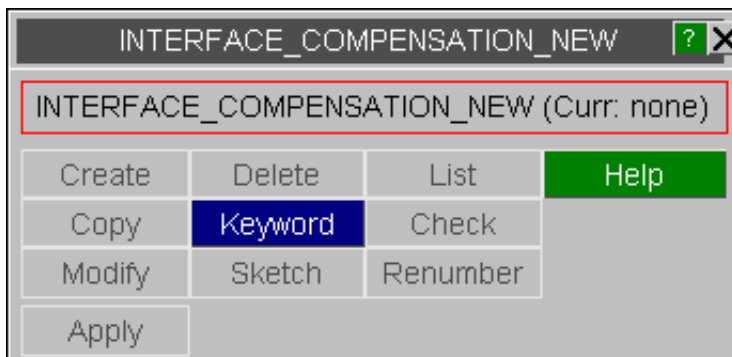 INTERFACE_COMPENSATION_NEW ?
INTERFACE_COMPENSATION_NEW (Curr: none)
Create Delete List Help
Copy Keyword Check
Modify Sketch Renumber
Apply